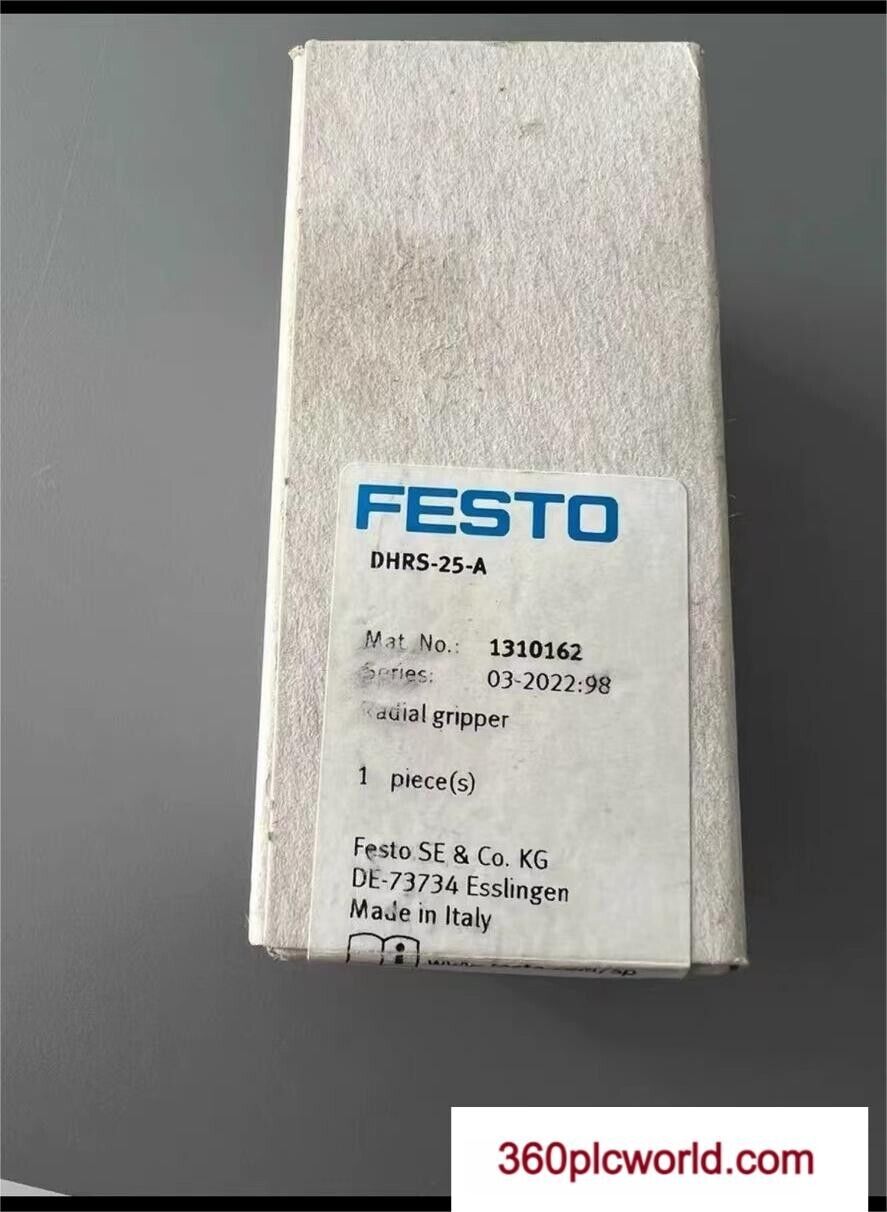 FESTO
DHRS-25-A
Mat. No.: 1310162
Series: 03-2022:98
Radial gripper
1 piece(s)
Festo SE & Co. KG
DE-73734 Esslingen
Made in Italy
i
360plcworld.com